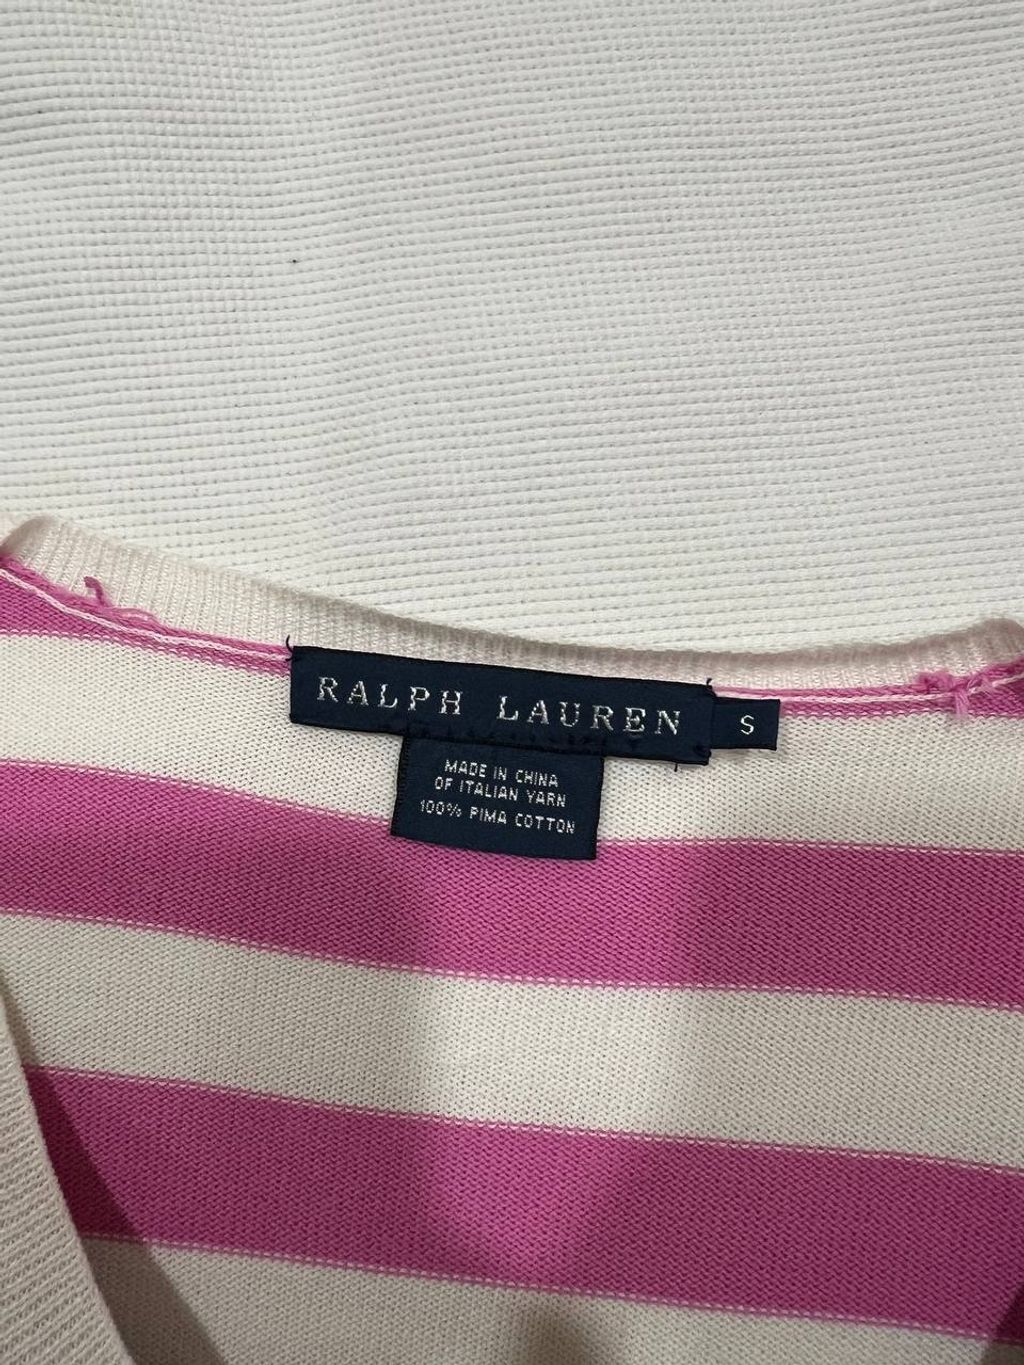 RALPH LAUREN S
MADE IN CHINA
OF ITALIAN YARN
100% PIMA COTTON